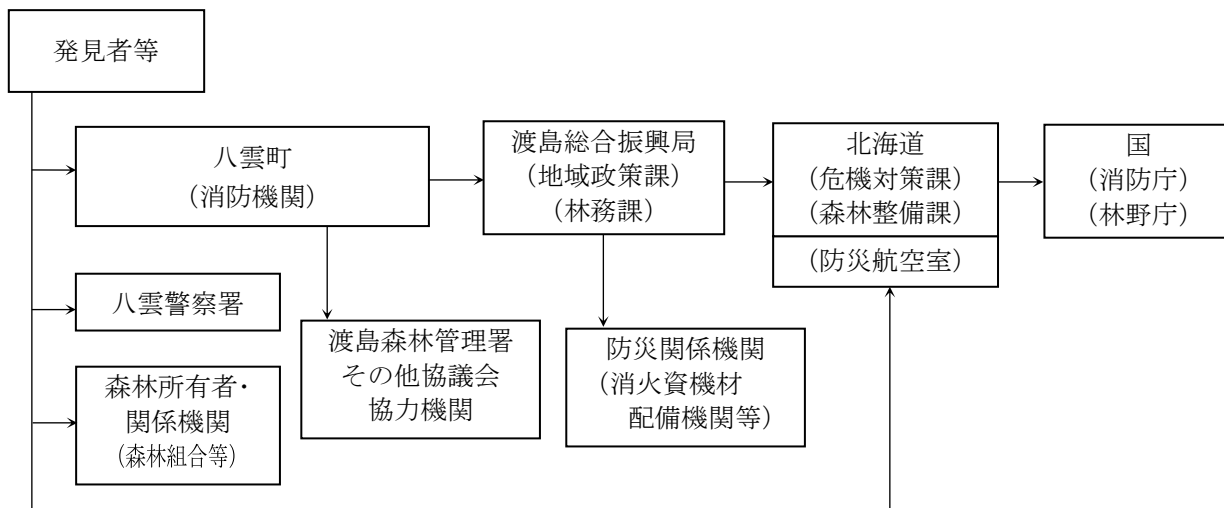 発見者等
八雲町
（消防機関）
渡島総合振興局
（地域政策課）
（林務課）
北海道
（危機対策課）
（森林整備課）
（防災航空室）
国
（消防庁）
（林野庁）
八雲警察署
渡島森林管理署
その他協議会
協力機関
防災関係機関
（消火資機材
配備機関等）
森林所有者・
関係機関
（森林組合等）